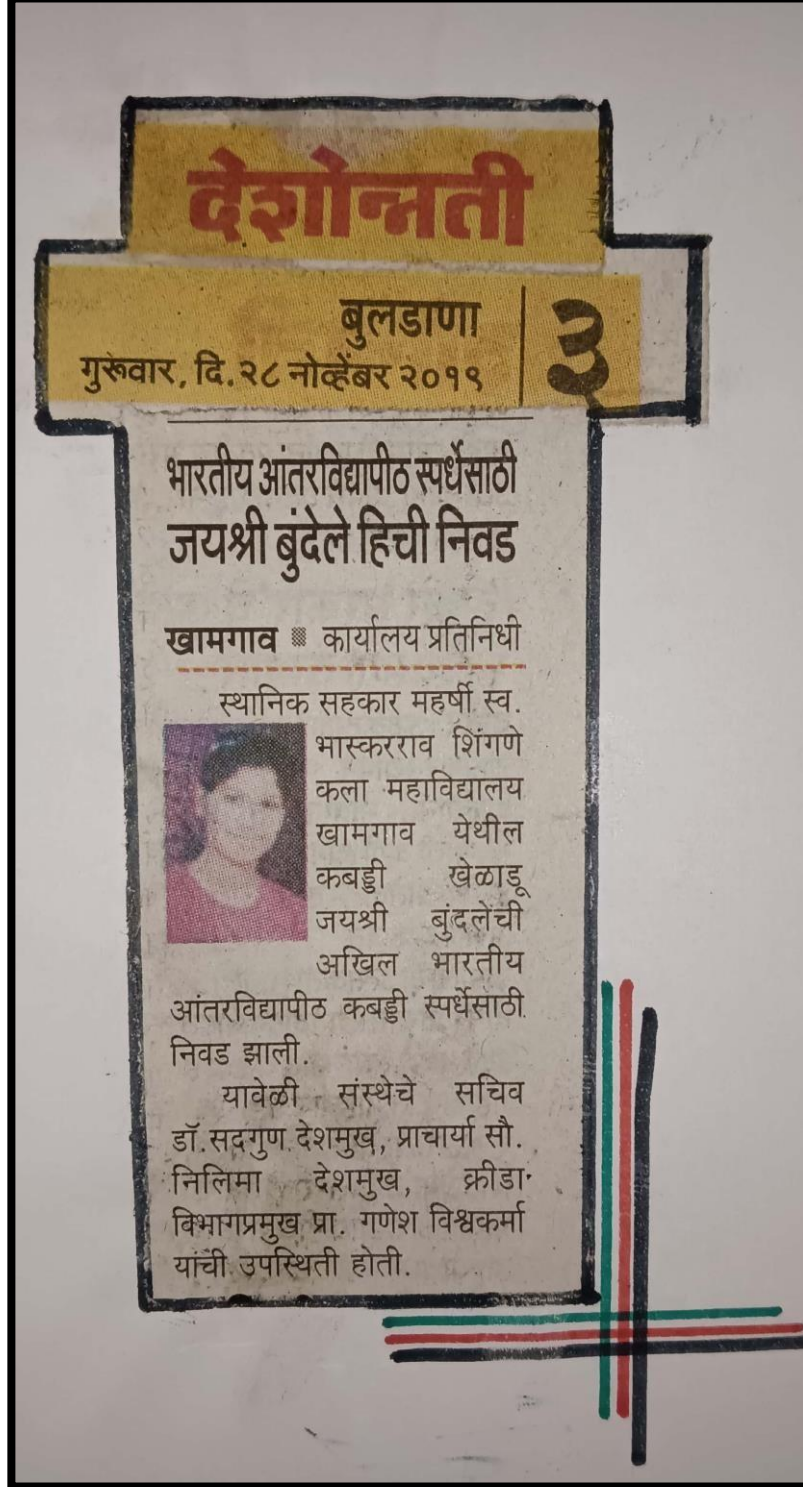 देशोन्नती
बुलडाणा
गुरूवार, दि.२८ नोव्हेंबर २०१९
३
भारतीय आंतरविद्यापीठ स्पर्धेसाठी
जयश्री बुंदेले हिची निवड
खामगाव ▩ कार्यालय प्रतिनिधी
स्थानिक सहकार महर्षी स्व.
भास्करराव शिंगणे
कला महाविद्यालय
खामगाव येथील
कबड्डी खेळाडू
जयश्री बुंदलेची
अखिल भारतीय
आंतरविद्यापीठ कबड्डी स्पर्धेसाठी
निवड झाली.
यावेळी संस्थेचे सचिव
डॉ.सदगुण देशमुख, प्राचार्या सौ.
निलिमा देशमुख, क्रीडा
विभागप्रमुख प्रा. गणेश विश्वकर्मा
यांची उपस्थिती होती.